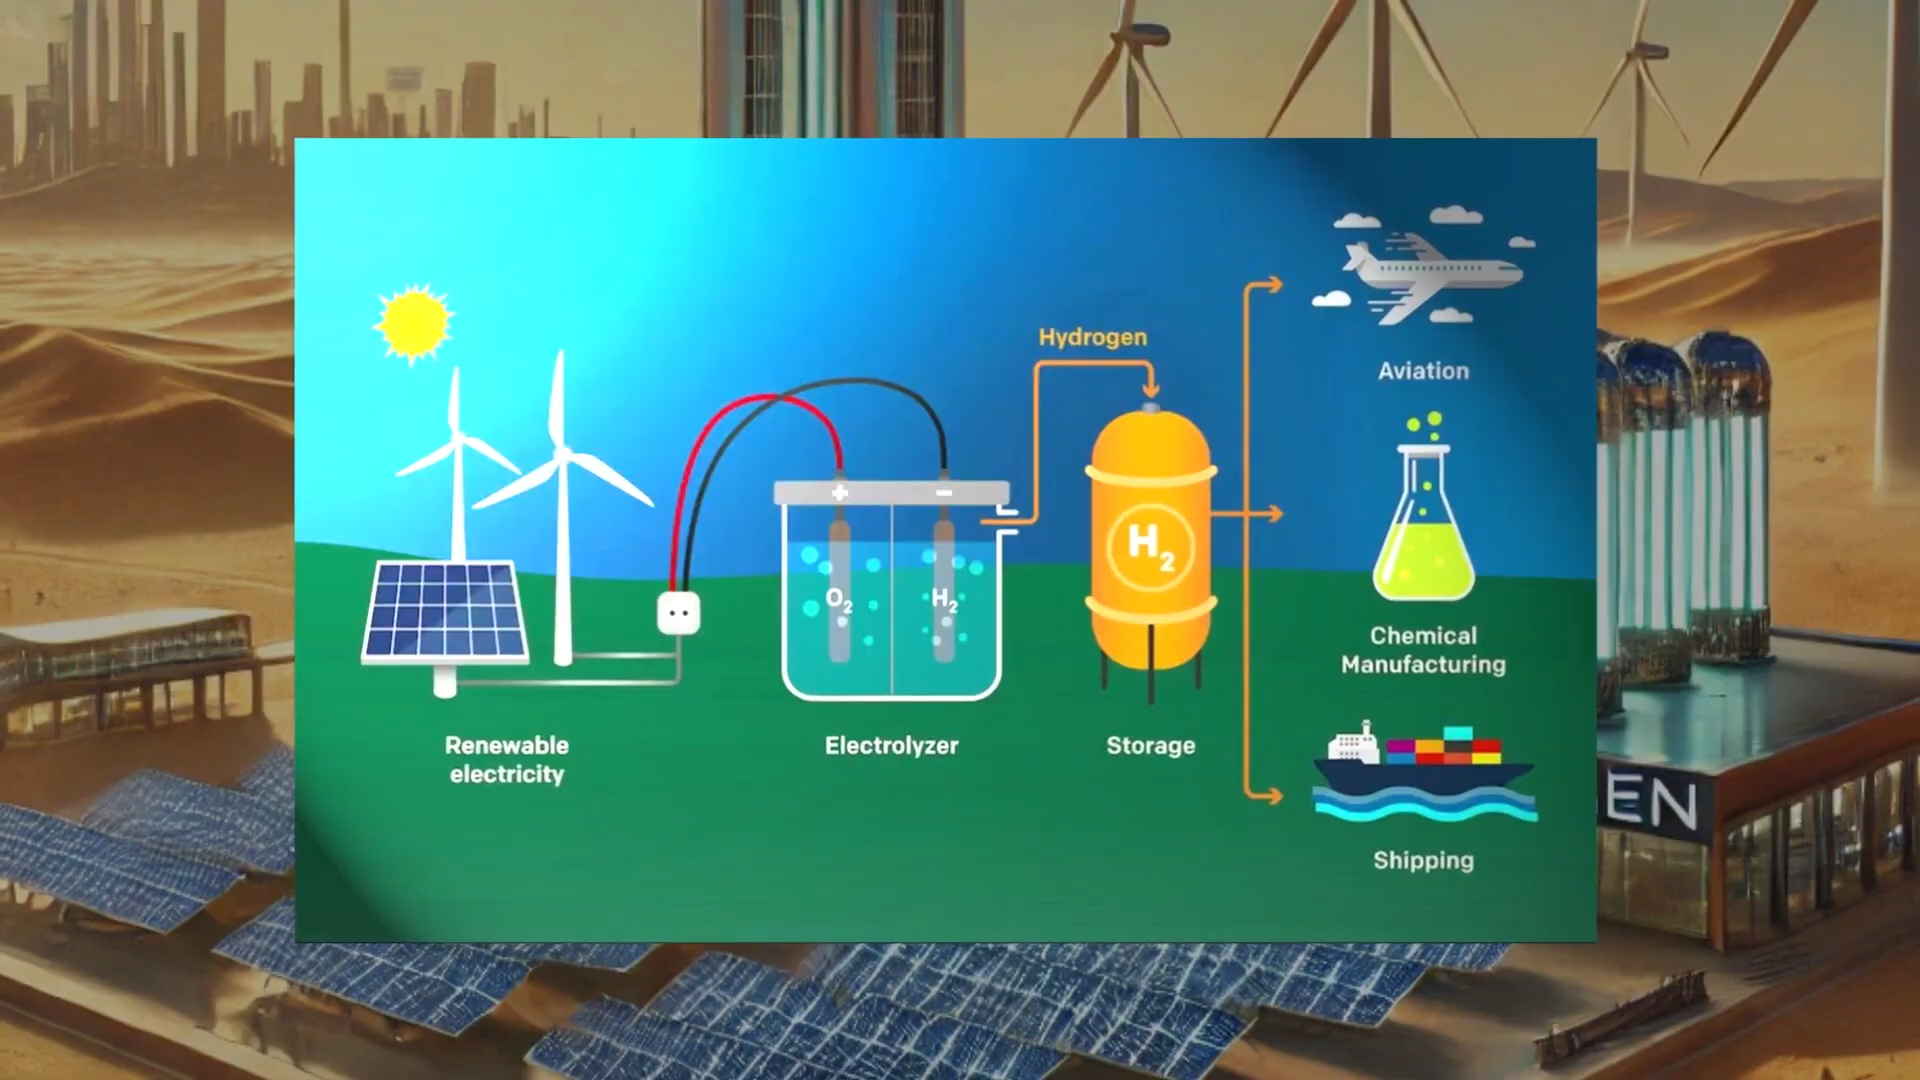 Hydrogen
Aviation
+
−
H₂
O₂
H₂
Chemical
Manufacturing
Renewable
electricity
Electrolyzer
Storage
EN
Shipping